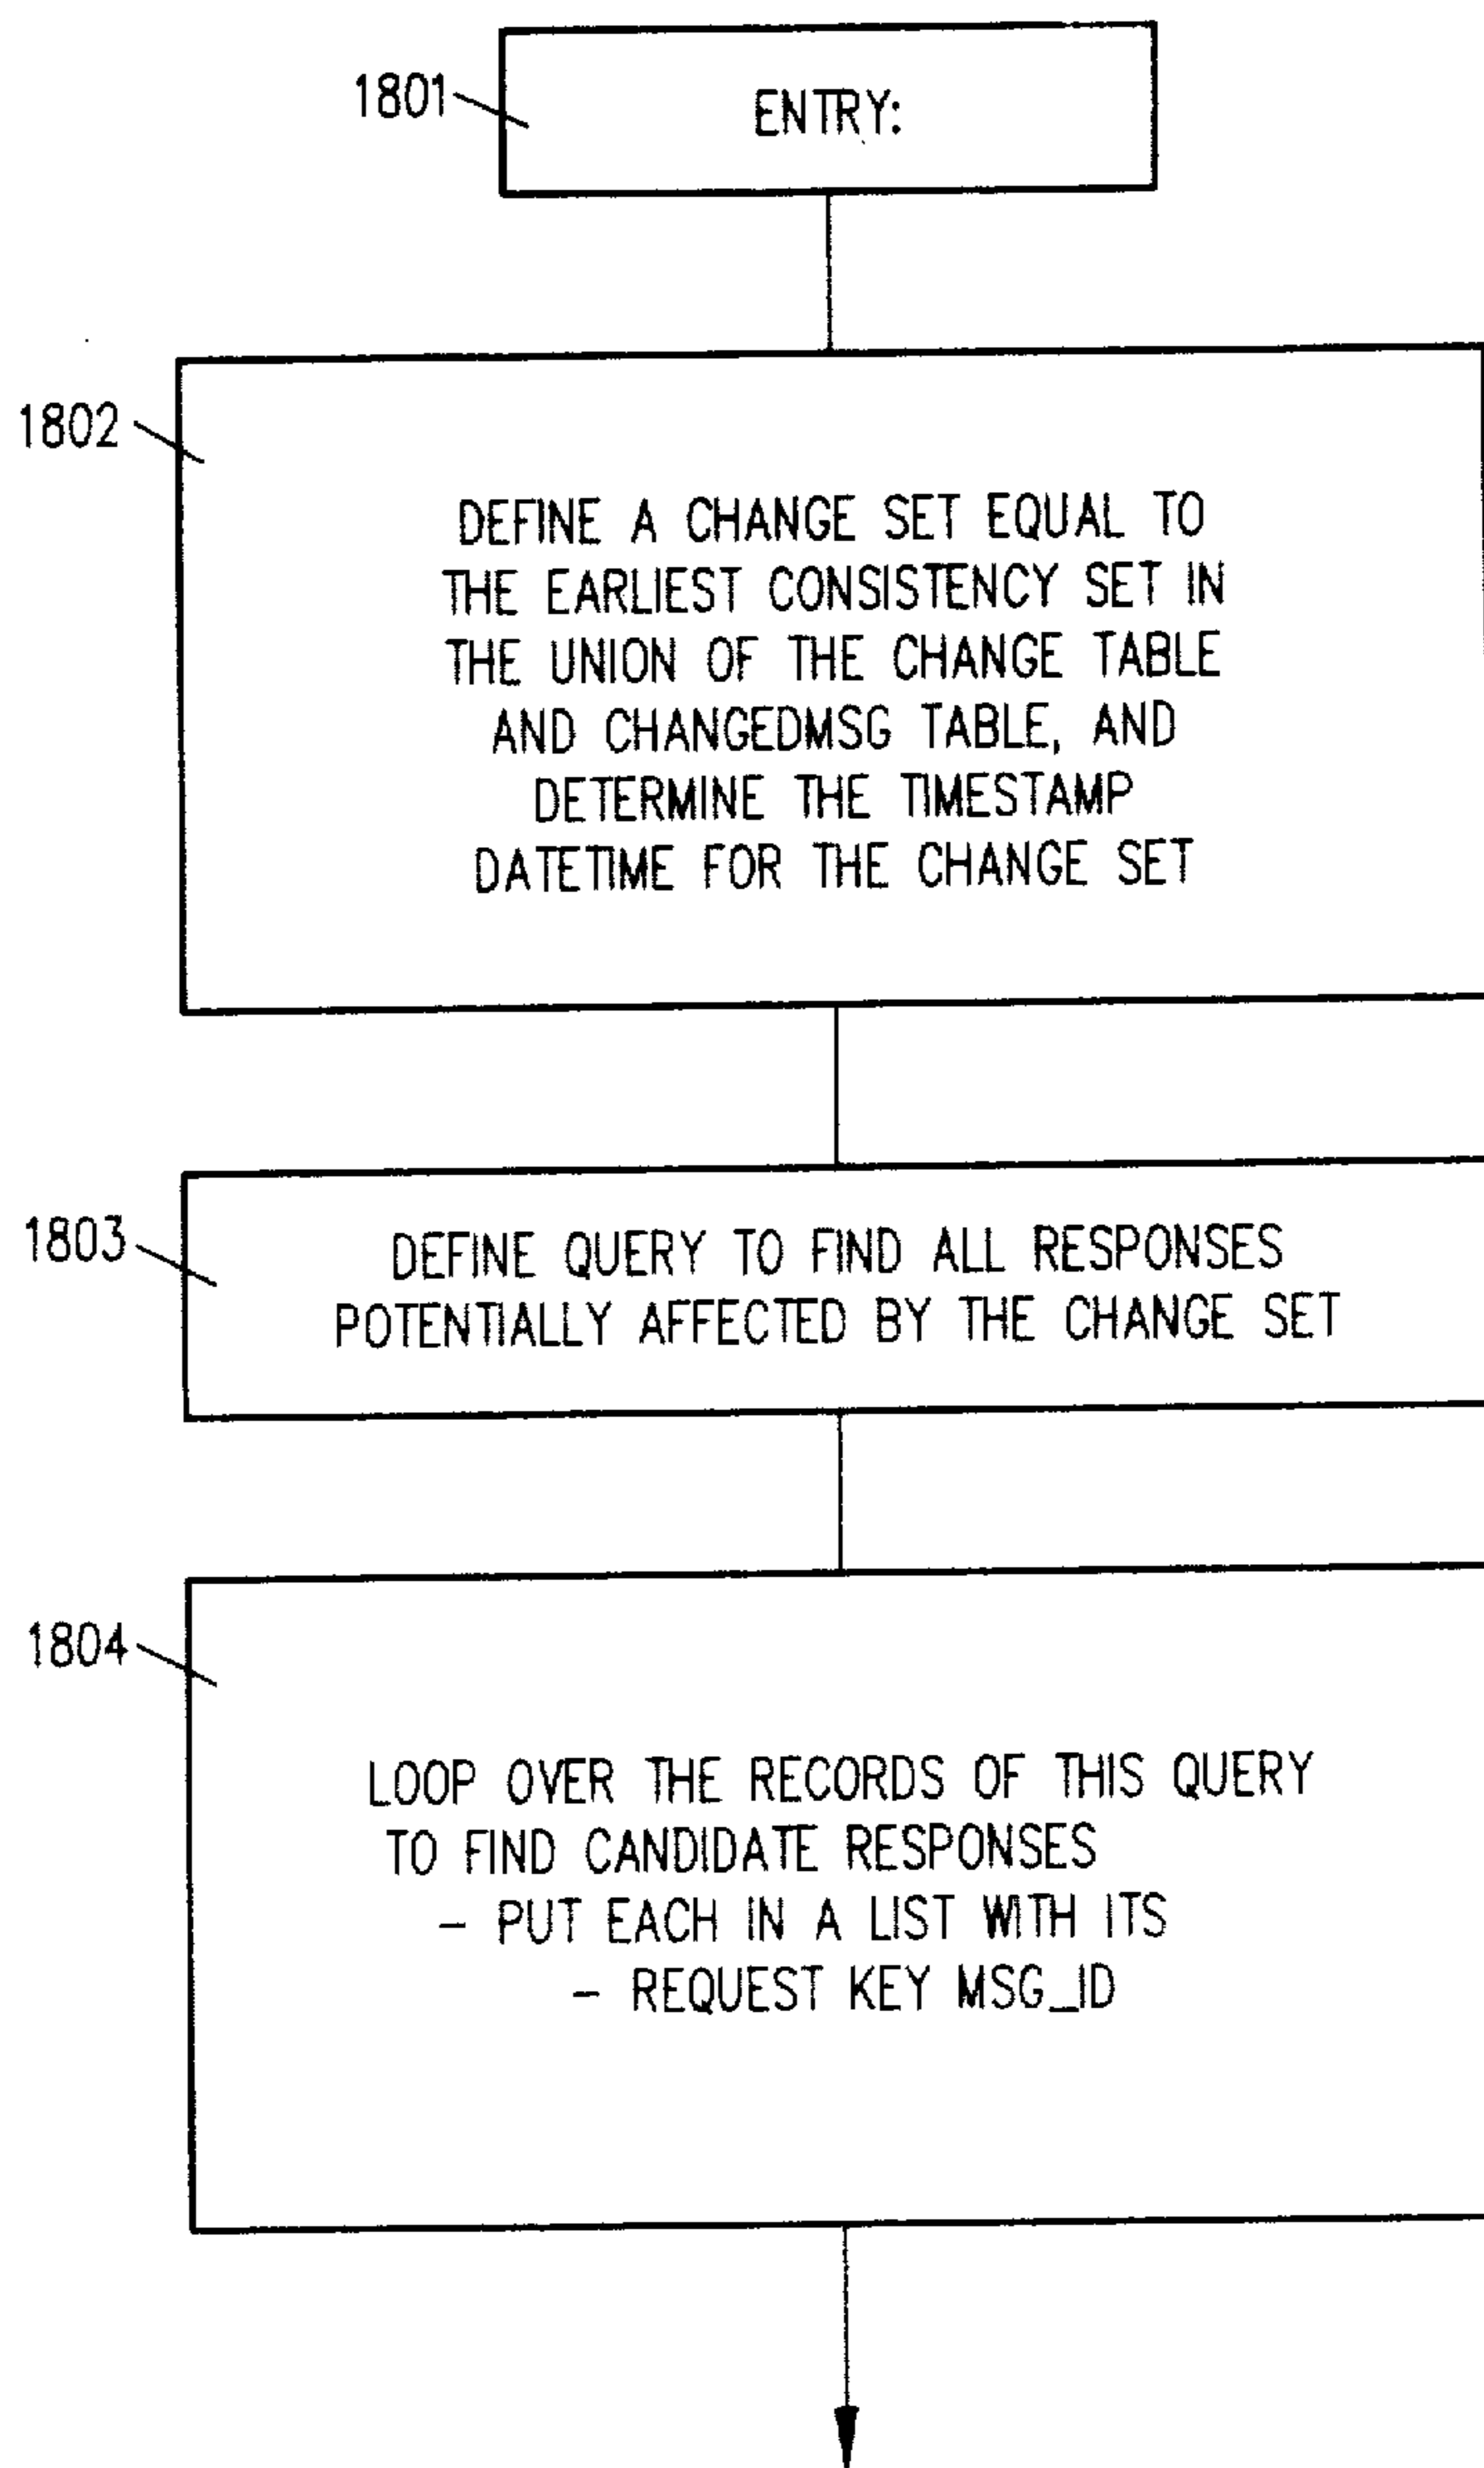 1801
ENTRY:
1802
DEFINE A CHANGE SET EQUAL TO
THE EARLIEST CONSISTENCY SET IN
THE UNION OF THE CHANGE TABLE
AND CHANGEDMSG TABLE, AND
DETERMINE THE TIMESTAMP
DATETIME FOR THE CHANGE SET
1803
DEFINE QUERY TO FIND ALL RESPONSES
POTENTIALLY AFFECTED BY THE CHANGE SET
1804
LOOP OVER THE RECORDS OF THIS QUERY
TO FIND CANDIDATE RESPONSES
– PUT EACH IN A LIST WITH ITS
– REQUEST KEY MSG_ID